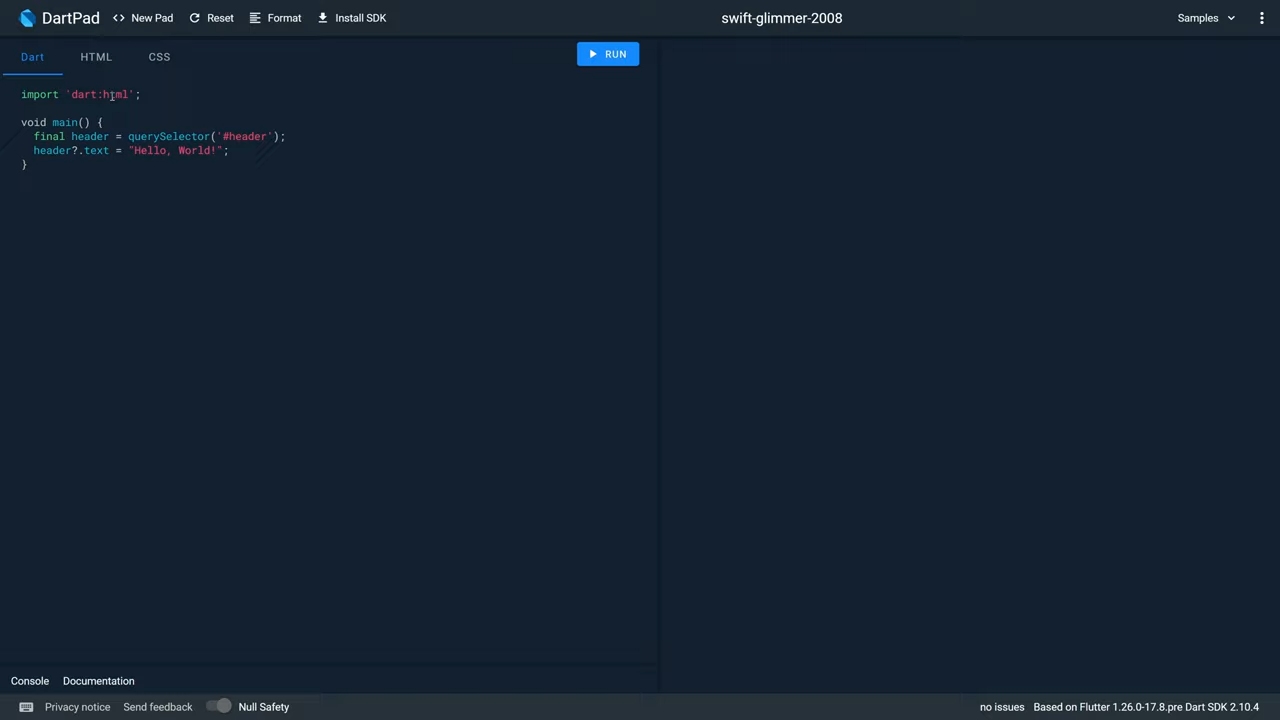 DartPad <> New Pad Reset Format Install SDK swift-glimmer-2008 Samples
Dart HTML CSS RUN
import 'dart:html';
void main() {
final header = querySelector('#header');
header?.text = "Hello, World!";
}
Console Documentation
Privacy notice Send feedback Null Safety no issues Based on Flutter 1.26.0-17.8.pre Dart SDK 2.10.4